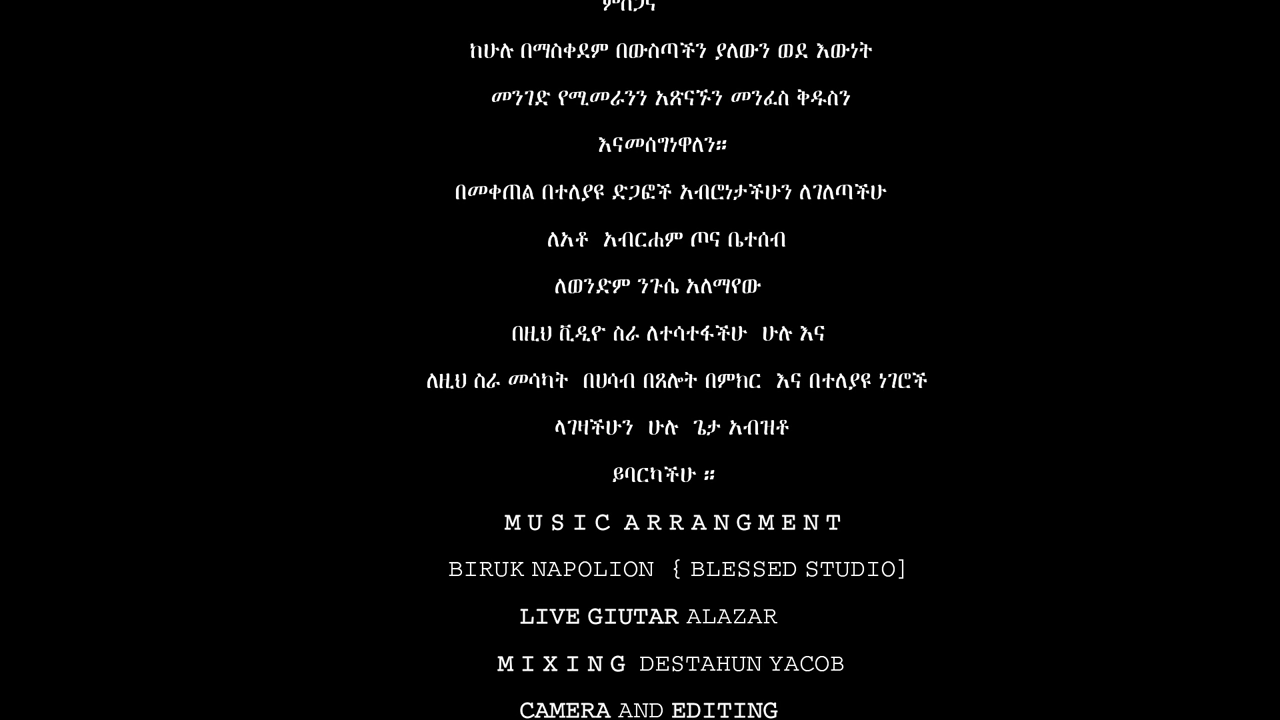 ምስጋና
ከሁሉ በማስቀደም በውስጣችን ያለውን ወደ እውነት
መንገድ የሚመራንን አጽናኙን መንፈስ ቅዱስን
እናመሰግነዋለን።
በመቀጠል በተለያዩ ድጋፎች አብሮነታችሁን ለገለጣችሁ
ለአቶ አብርሐም ጦና ቤተሰብ
ለወንድም ንጉሴ አለማየው
በዚህ ቪዲዮ ስራ ለተሳተፋችሁ ሁሉ እና
ለዚህ ስራ መሳካት በሀሳብ በጸሎት በምክር እና በተለያዩ ነገሮች
ላገዛችሁን ሁሉ ጌታ አብዝቶ
ይባርካችሁ ።
MUSIC ARRANGMENT
BIRUK NAPOLION { BLESSED STUDIO]
LIVE GIUTAR ALAZAR
MIXING DESTAHUN YACOB
CAMERA AND EDITING